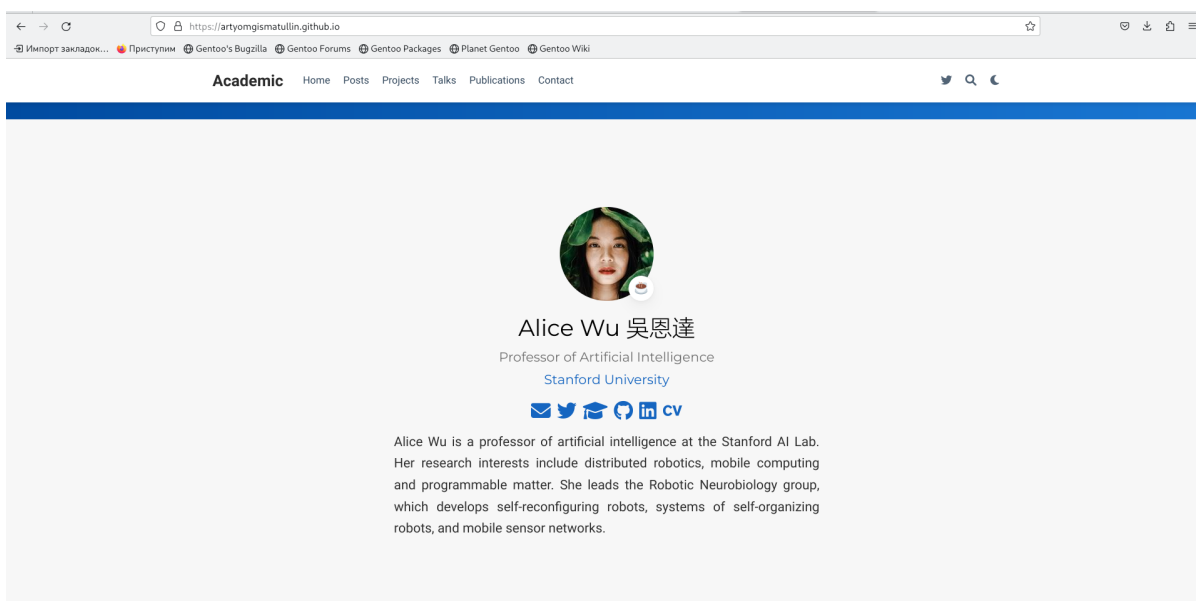 https://artyomgismatullin.github.io
Импорт закладок... Приступим Gentoo's Bugzilla Gentoo Forums Gentoo Packages Planet Gentoo Gentoo Wiki
Academic Home Posts Projects Talks Publications Contact
Alice Wu 吳恩達
Professor of Artificial Intelligence
Stanford University
CV
Alice Wu is a professor of artificial intelligence at the Stanford AI Lab.
Her research interests include distributed robotics, mobile computing
and programmable matter. She leads the Robotic Neurobiology group,
which develops self-reconfiguring robots, systems of self-organizing
robots, and mobile sensor networks.